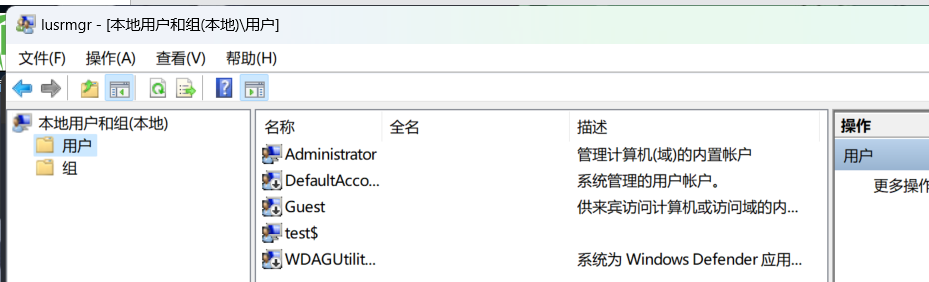 lusrmgr - [本地用户和组(本地)\用户]
文件(F) 操作(A) 查看(V) 帮助(H)
本地用户和组(本地)
用户
组
名称 全名 描述
Administrator 管理计算机(域)的内置帐户
DefaultAcco... 系统管理的用户帐户。
Guest 供来宾访问计算机或访问域的内...
test$
WDAGUtilit... 系统为 Windows Defender 应用...
操作
用户
更多操作